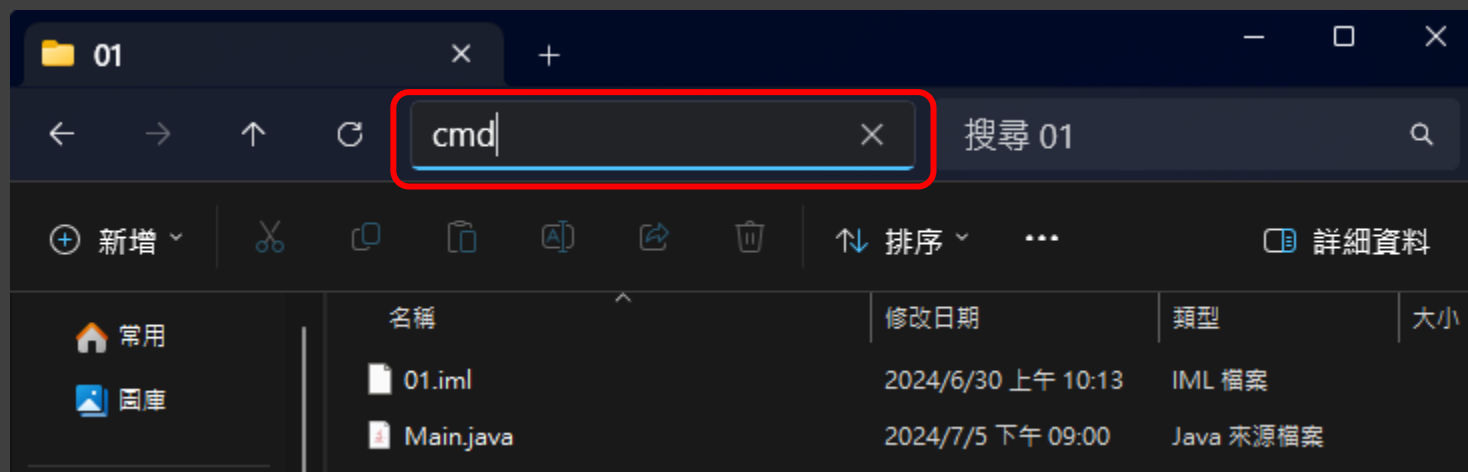 01
cmd 搜尋 01
新增 排序 詳細資料
名稱 修改日期 類型 大小
常用
01.iml 2024/6/30 上午 10:13 IML 檔案
圖庫
Main.java 2024/7/5 下午 09:00 Java 來源檔案